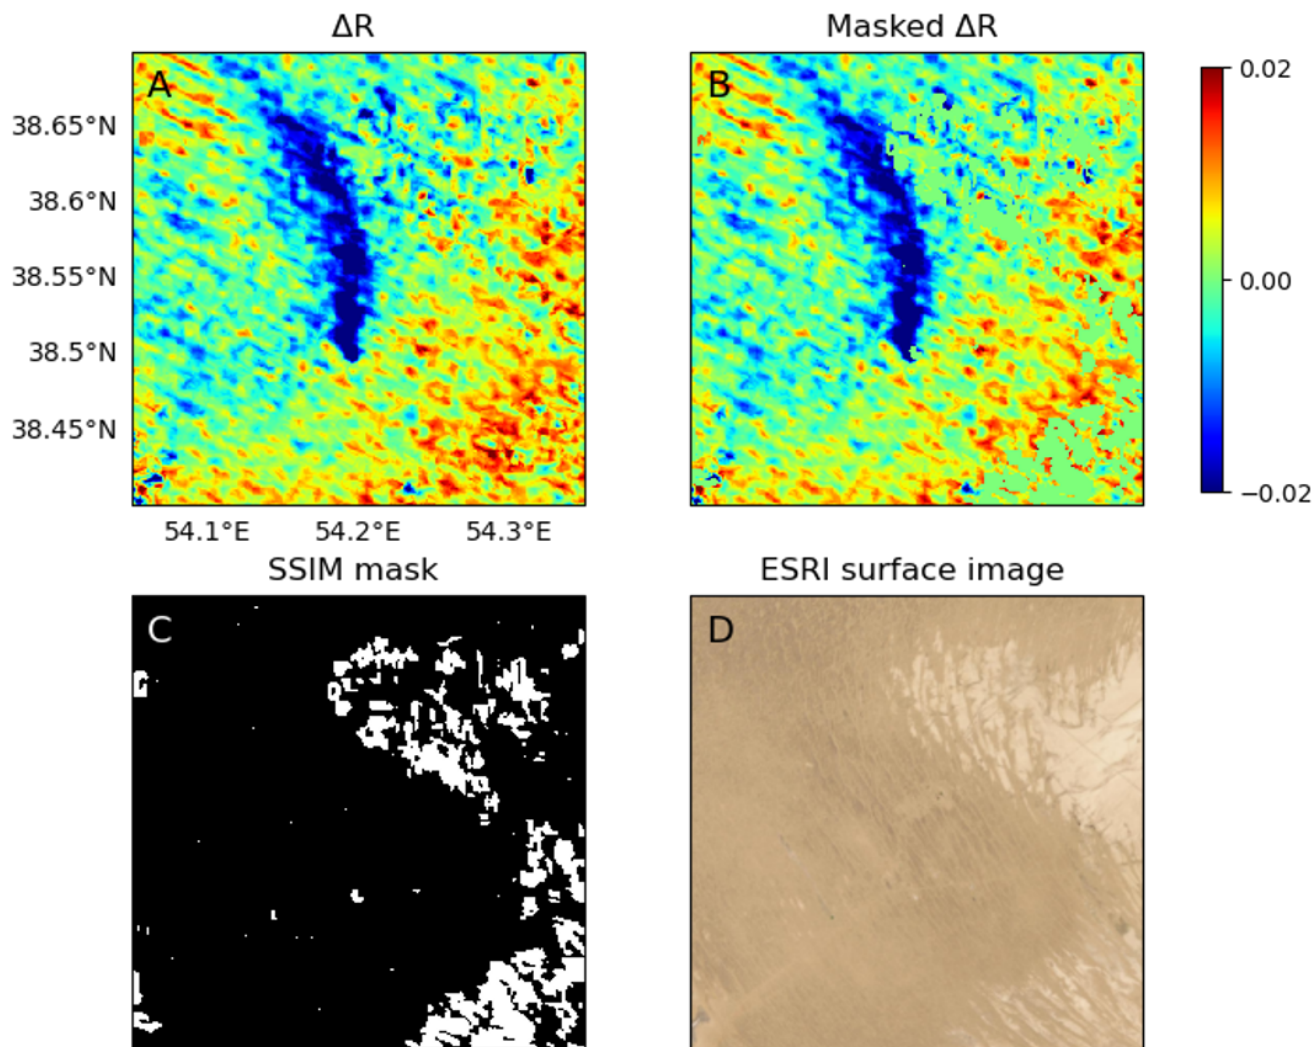 ΔR
Masked ΔR
A
B
0.02
38.65°N
38.6°N
38.55°N
0.00
38.5°N
38.45°N
−0.02
54.1°E
54.2°E
54.3°E
SSIM mask
ESRI surface image
C
D